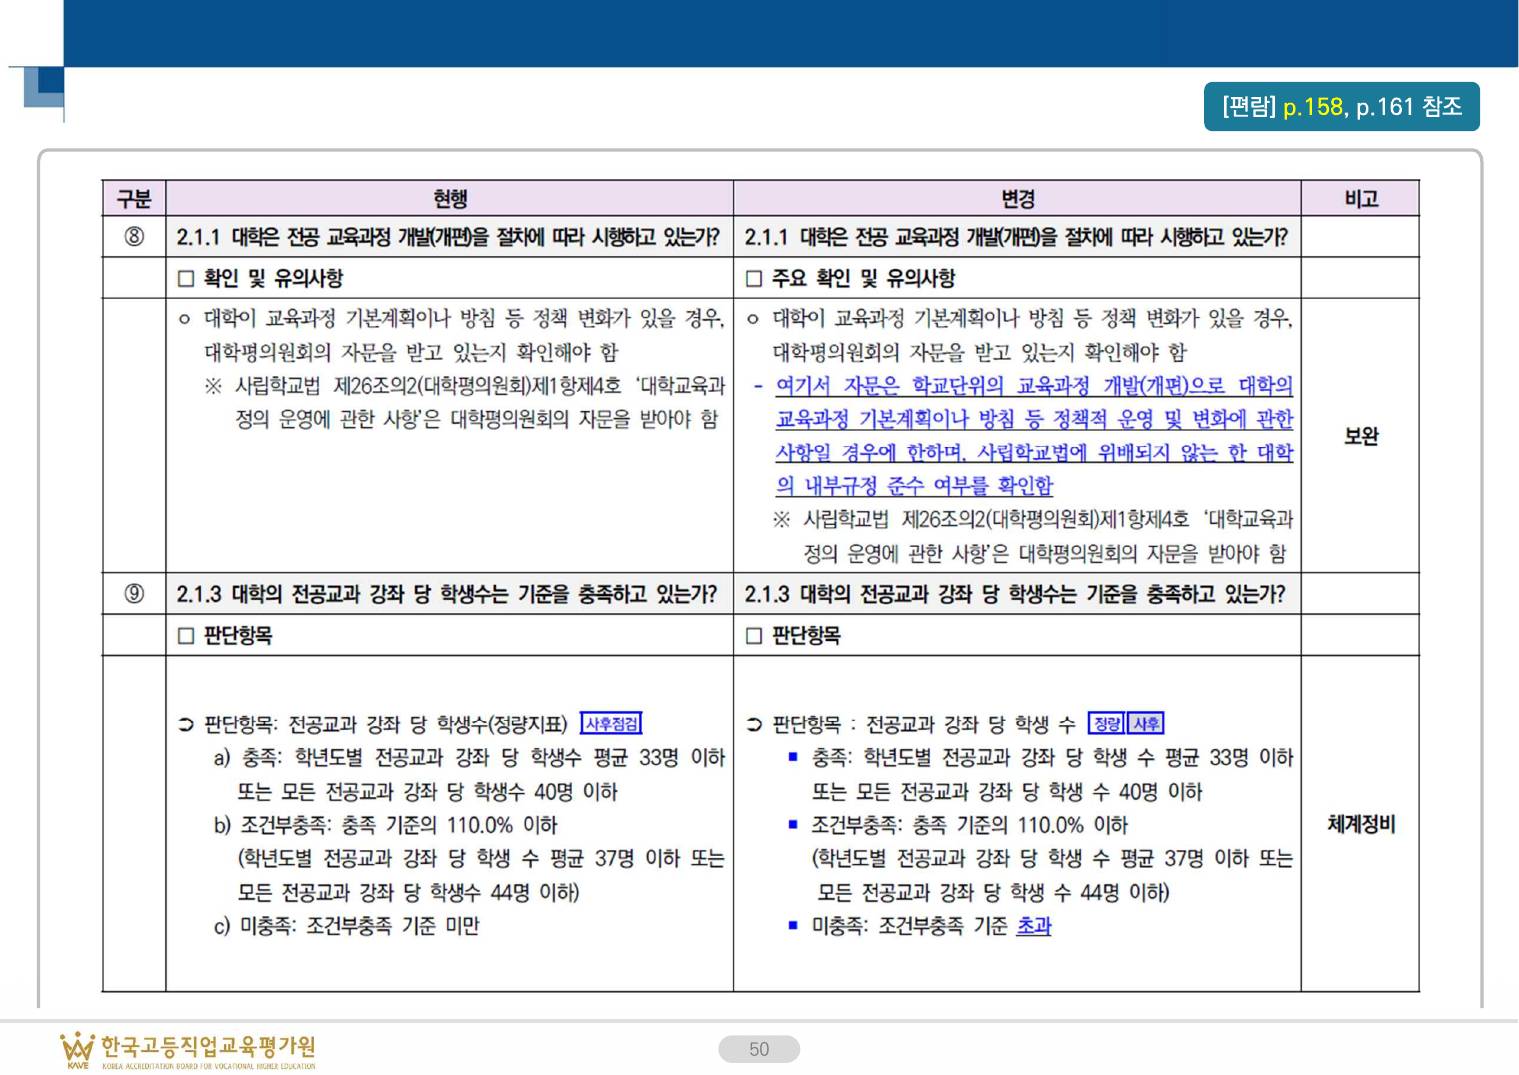 [편람] p.158, p.161 참조
구분 현행 변경 비고
⑧ 2.1.1 대학은 전공 교육과정 개발(개편)을 절차에 따라 시행하고 있는가? 2.1.1 대학은 전공 교육과정 개발(개편)을 절차에 따라 시행하고 있는가?
□ 확인 및 유의사항 □ 주요 확인 및 유의사항
○ 대학이 교육과정 기본계획이나 방침 등 정책 변화가 있을 경우,
대학평의원회의 자문을 받고 있는지 확인해야 함
※ 사립학교법 제26조의2(대학평의원회)제1항제4호 ‘대학교육과
정의 운영에 관한 사항’은 대학평의원회의 자문을 받아야 함
○ 대학이 교육과정 기본계획이나 방침 등 정책 변화가 있을 경우,
대학평의원회의 자문을 받고 있는지 확인해야 함
- 여기서 자문은 학교단위의 교육과정 개발(개편)으로 대학의
교육과정 기본계획이나 방침 등 정책적 운영 및 변화에 관한
사항일 경우에 한하며, 사립학교법에 위배되지 않는 한 대학
의 내부규정 준수 여부를 확인함
※ 사립학교법 제26조의2(대학평의원회)제1항제4호 ‘대학교육과
정의 운영에 관한 사항’은 대학평의원회의 자문을 받아야 함
보완
⑨ 2.1.3 대학의 전공교과 강좌 당 학생수는 기준을 충족하고 있는가? 2.1.3 대학의 전공교과 강좌 당 학생수는 기준을 충족하고 있는가?
□ 판단항목 □ 판단항목
➲ 판단항목: 전공교과 강좌 당 학생수(정량지표) 사후점검
a) 충족: 학년도별 전공교과 강좌 당 학생수 평균 33명 이하
또는 모든 전공교과 강좌 당 학생수 40명 이하
b) 조건부충족: 충족 기준의 110.0% 이하
(학년도별 전공교과 강좌 당 학생 수 평균 37명 이하 또는
모든 전공교과 강좌 당 학생수 44명 이하)
c) 미충족: 조건부충족 기준 미만
➲ 판단항목 : 전공교과 강좌 당 학생 수 정량 사후
■ 충족: 학년도별 전공교과 강좌 당 학생 수 평균 33명 이하
또는 모든 전공교과 강좌 당 학생 수 40명 이하
■ 조건부충족: 충족 기준의 110.0% 이하
(학년도별 전공교과 강좌 당 학생 수 평균 37명 이하 또는
모든 전공교과 강좌 당 학생 수 44명 이하)
■ 미충족: 조건부충족 기준 초과
체계정비
KAVE
한국고등직업교육평가원
KOREA ACCREDITATION BOARD FOR VOCATIONAL HIGHER EDUCATION
50